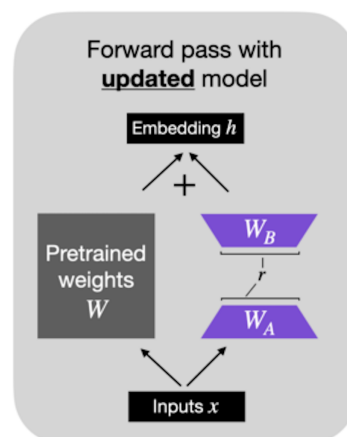 Forward pass with
updated model
Embedding h
+
Pretrained
weights
W
W_B
r
W_A
Inputs x